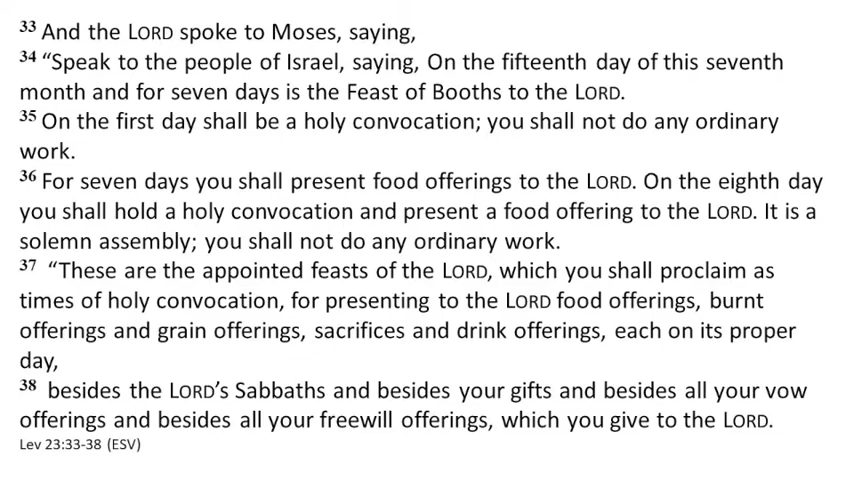 33 And the LORD spoke to Moses, saying,
34 “Speak to the people of Israel, saying, On the fifteenth day of this seventh
month and for seven days is the Feast of Booths to the LORD.
35 On the first day shall be a holy convocation; you shall not do any ordinary
work.
36 For seven days you shall present food offerings to the LORD. On the eighth day
you shall hold a holy convocation and present a food offering to the LORD. It is a
solemn assembly; you shall not do any ordinary work.
37 “These are the appointed feasts of the LORD, which you shall proclaim as
times of holy convocation, for presenting to the LORD food offerings, burnt
offerings and grain offerings, sacrifices and drink offerings, each on its proper
day,
38 besides the LORD’s Sabbaths and besides your gifts and besides all your vow
offerings and besides all your freewill offerings, which you give to the LORD.
Lev 23:33-38 (ESV)